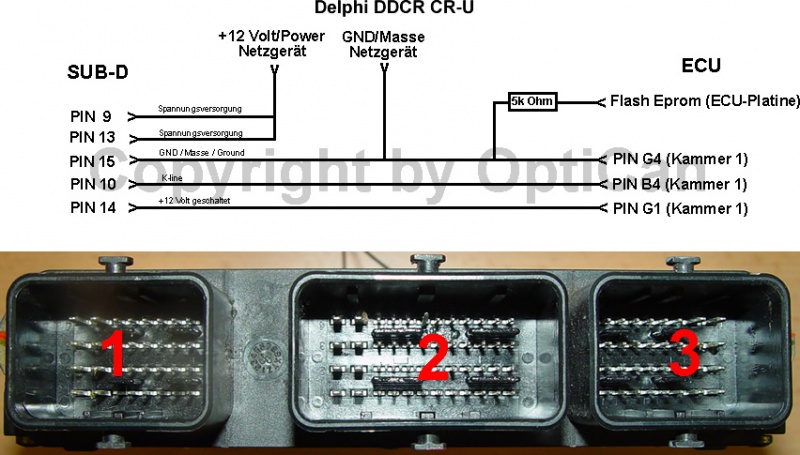 Delphi DDCR CR-U
+12 Volt/Power
Netzgerät
GND/Masse
Netzgerät
SUB-D
ECU
5k Ohm
Flash Eprom (ECU-Platine)
PIN 9
Spannungsversorgung
PIN 13
Spannungsversorgung
PIN 15
GND / Masse / Ground
PIN G4 (Kammer 1)
PIN 10
K-line
PIN B4 (Kammer 1)
PIN 14
+12 Volt geschaltet
PIN G1 (Kammer 1)
Copyright by OptiCan
1
2
3